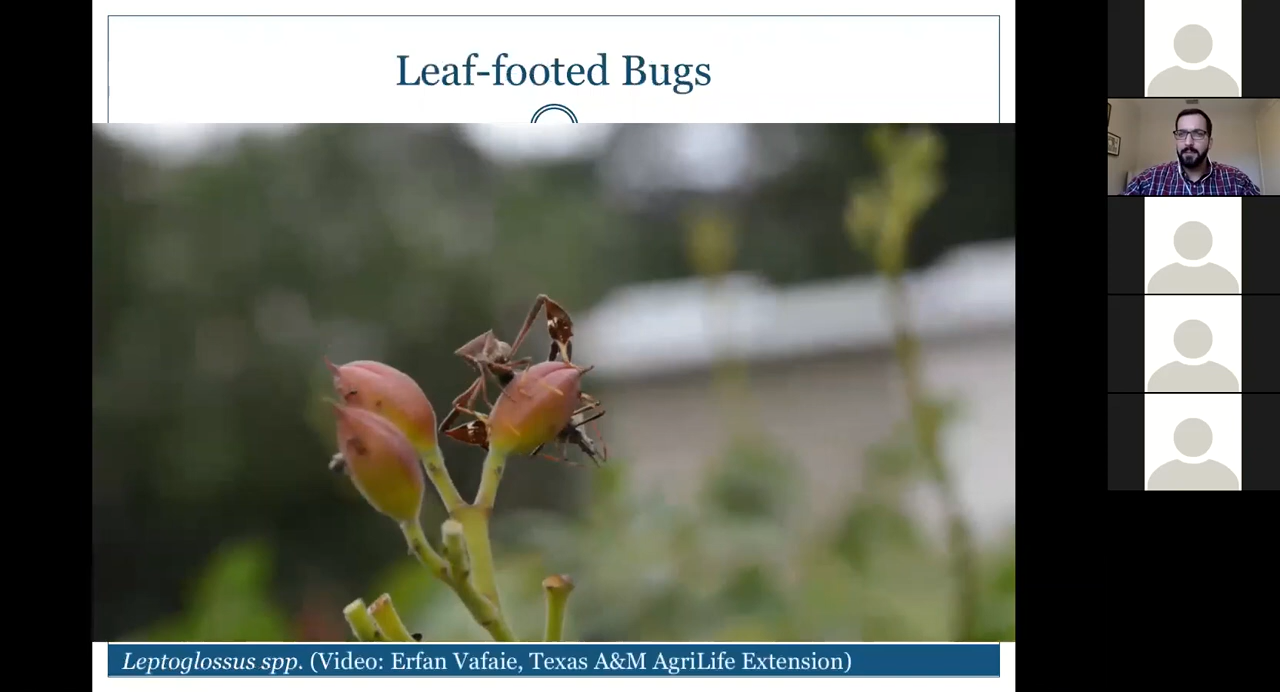 Leaf-footed Bugs
Leptoglossus spp. (Video: Erfan Vafaie, Texas A&M AgriLife Extension)